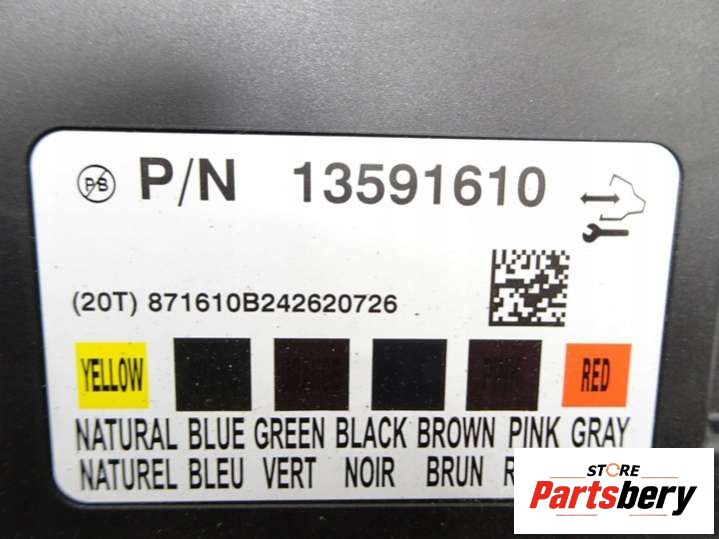 PB
P/N 13591610
(20T) 871610B242620726
YELLOW RED
NATURAL BLUE GREEN BLACK BROWN PINK GRAY
NATUREL BLEU VERT NOIR BRUN
STORE
Partsbery